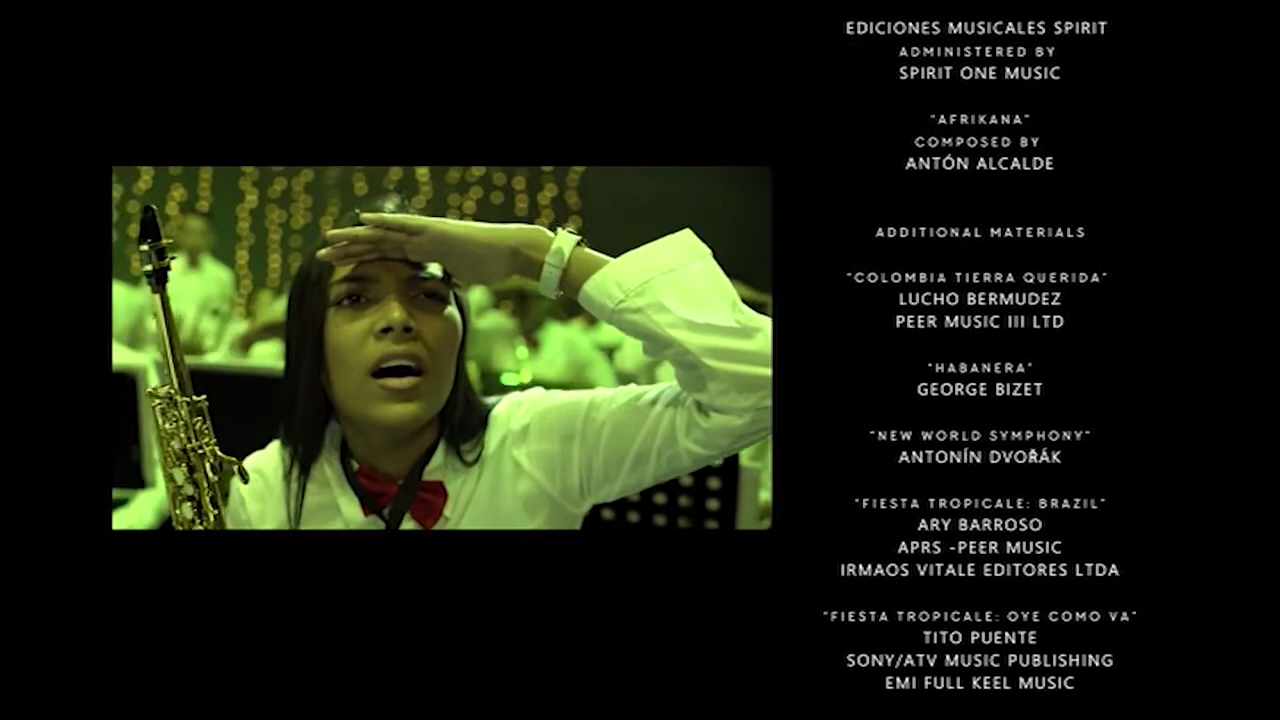 EDICIONES MUSICALES SPIRIT
ADMINISTERED BY
SPIRIT ONE MUSIC
"AFRIKANA"
COMPOSED BY
ANTÓN ALCALDE
ADDITIONAL MATERIALS
"COLOMBIA TIERRA QUERIDA"
LUCHO BERMUDEZ
PEER MUSIC III LTD
"HABANERA"
GEORGE BIZET
"NEW WORLD SYMPHONY"
ANTONÍN DVOŘÁK
"FIESTA TROPICALE: BRAZIL"
ARY BARROSO
APRS -PEER MUSIC
IRMAOS VITALE EDITORES LTDA
"FIESTA TROPICALE: OYE COMO VA"
TITO PUENTE
SONY/ATV MUSIC PUBLISHING
EMI FULL KEEL MUSIC